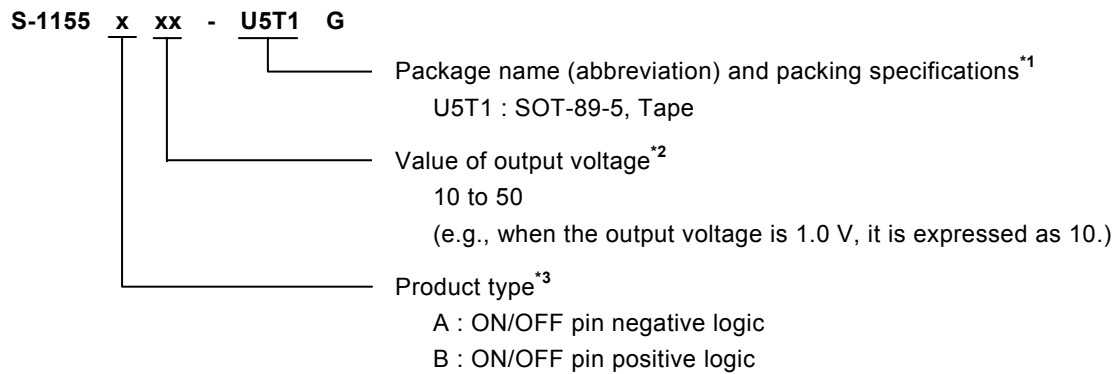 S-1155 x xx - U5T1 G
Package name (abbreviation) and packing specifications*1
U5T1 : SOT-89-5, Tape
Value of output voltage*2
10 to 50
(e.g., when the output voltage is 1.0 V, it is expressed as 10.)
Product type*3
A : ON/OFF pin negative logic
B : ON/OFF pin positive logic